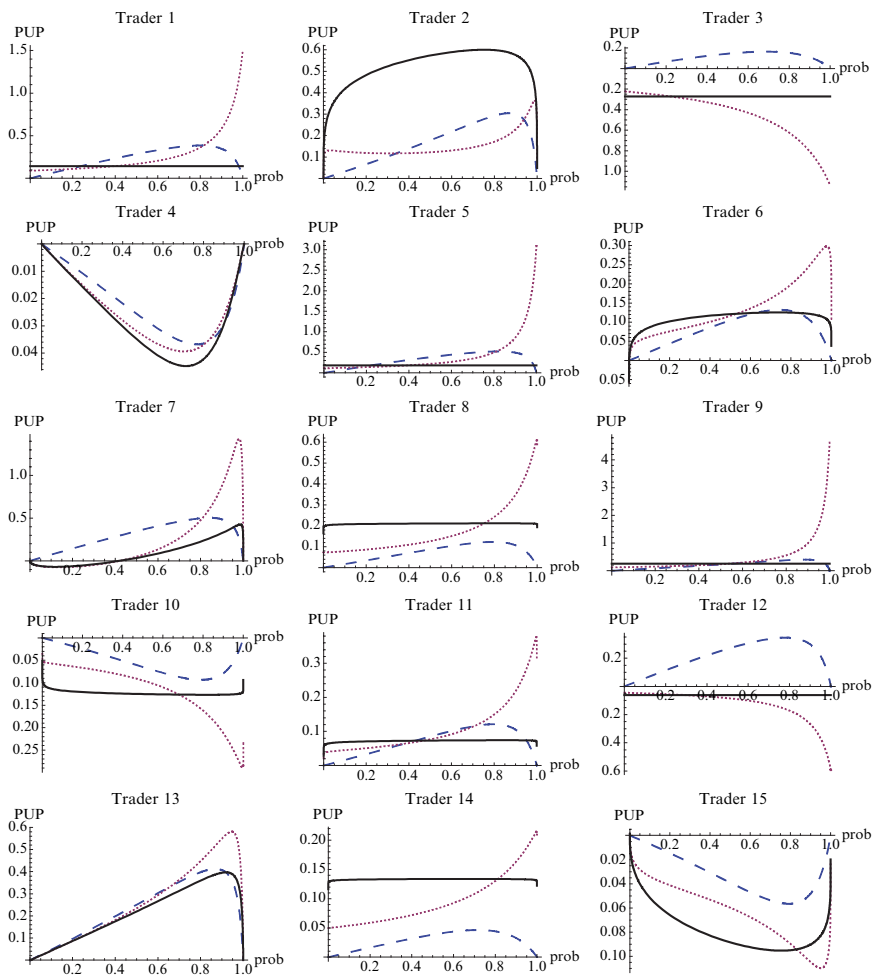 Trader 1
PUP
1.5
1.0
0.5
0.2 0.4 0.6 0.8 1.0 prob
Trader 2
PUP
0.6
0.5
0.4
0.3
0.2
0.1
0.2 0.4 0.6 0.8 1.0 prob
Trader 3
PUP
0.2
0.2 0.4 0.6 0.8 1.0 prob
0.2
0.4
0.6
0.8
1.0
Trader 4
PUP
0.2 0.4 0.6 0.8 1.0 prob
0.01
0.02
0.03
0.04
Trader 5
PUP
3.0
2.5
2.0
1.5
1.0
0.5
0.2 0.4 0.6 0.8 1.0 prob
Trader 6
PUP
0.30
0.25
0.20
0.15
0.10
0.05
0.2 0.4 0.6 0.8 1.0 prob
0.05
Trader 7
PUP
1.0
0.5
0.2 0.4 0.6 0.8 1.0 prob
Trader 8
PUP
0.6
0.5
0.4
0.3
0.2
0.1
0.2 0.4 0.6 0.8 1.0 prob
Trader 9
PUP
4
3
2
1
0.2 0.4 0.6 0.8 1.0 prob
Trader 10
PUP
0.2 0.4 0.6 0.8 1.0 prob
0.05
0.10
0.15
0.20
0.25
Trader 11
PUP
0.3
0.2
0.1
0.2 0.4 0.6 0.8 1.0 prob
Trader 12
PUP
0.2
0.2 0.4 0.6 0.8 1.0 prob
0.2
0.4
0.6
Trader 13
PUP
0.6
0.5
0.4
0.3
0.2
0.1
0.2 0.4 0.6 0.8 1.0 prob
Trader 14
PUP
0.20
0.15
0.10
0.05
0.2 0.4 0.6 0.8 1.0 prob
Trader 15
PUP
0.2 0.4 0.6 0.8 1.0 prob
0.02
0.04
0.06
0.08
0.10